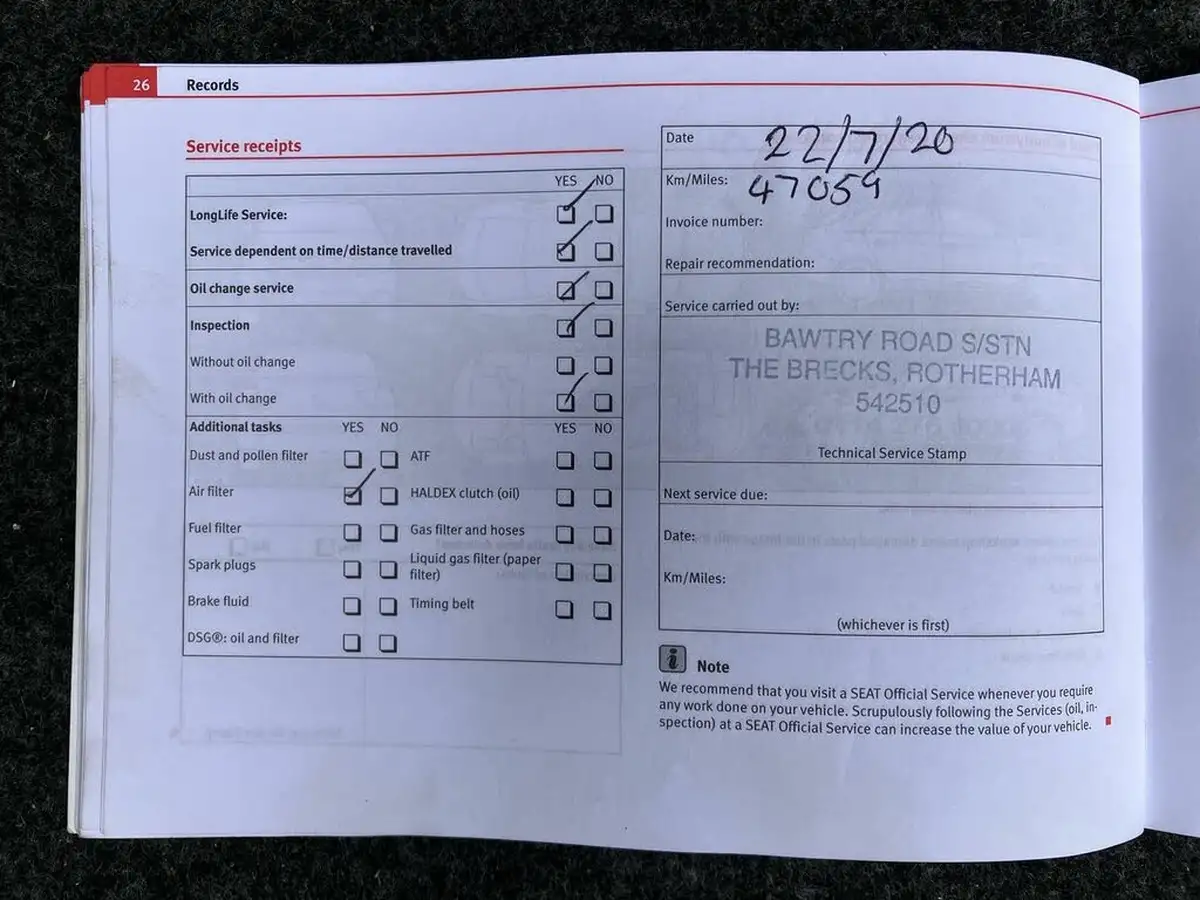 26 Records
Service receipts
YES NO
LongLife Service:
Service dependent on time/distance travelled
Oil change service
Inspection
Without oil change
With oil change
Additional tasks YES NO YES NO
Dust and pollen filter ATF
Air filter HALDEX clutch (oil)
Fuel filter Gas filter and hoses
Spark plugs Liquid gas filter (paper
filter)
Brake fluid Timing belt
DSG®: oil and filter
Date 22/7/20
Km/Miles: 47059
Invoice number:
Repair recommendation:
Service carried out by:
BAWTRY ROAD S/STN
THE BRECKS, ROTHERHAM
542510
Technical Service Stamp
Next service due:
Date:
Km/Miles:
(whichever is first)
i Note
We recommend that you visit a SEAT Official Service whenever you require
any work done on your vehicle. Scrupulously following the Services (oil, in-
spection) at a SEAT Official Service can increase the value of your vehicle.